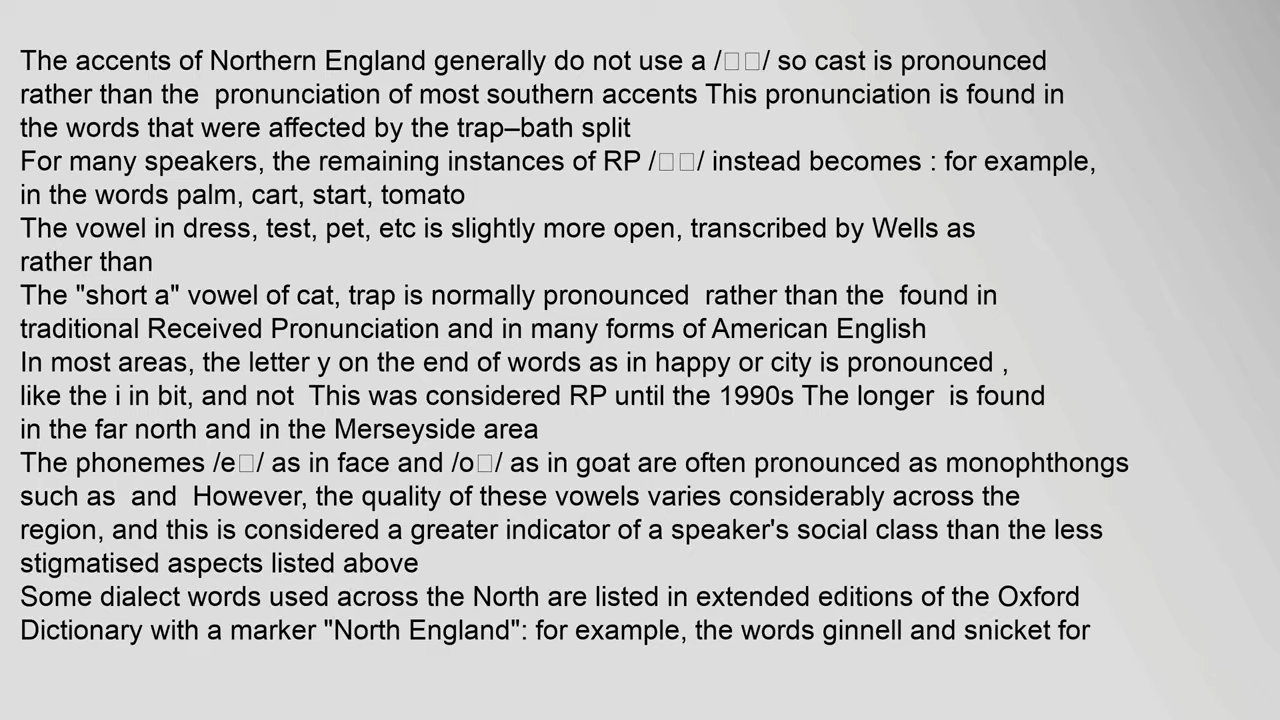 The accents of Northern England generally do not use a /□□/ so cast is pronounced
rather than the  pronunciation of most southern accents This pronunciation is found in
the words that were affected by the trap–bath split
For many speakers, the remaining instances of RP /□□/ instead becomes : for example,
in the words palm, cart, start, tomato
The vowel in dress, test, pet, etc is slightly more open, transcribed by Wells as
rather than
The "short a" vowel of cat, trap is normally pronounced  rather than the  found in
traditional Received Pronunciation and in many forms of American English
In most areas, the letter y on the end of words as in happy or city is pronounced ,
like the i in bit, and not  This was considered RP until the 1990s The longer  is found
in the far north and in the Merseyside area
The phonemes /e□/ as in face and /o□/ as in goat are often pronounced as monophthongs
such as  and  However, the quality of these vowels varies considerably across the
region, and this is considered a greater indicator of a speaker's social class than the less
stigmatised aspects listed above
Some dialect words used across the North are listed in extended editions of the Oxford
Dictionary with a marker "North England": for example, the words ginnell and snicket for